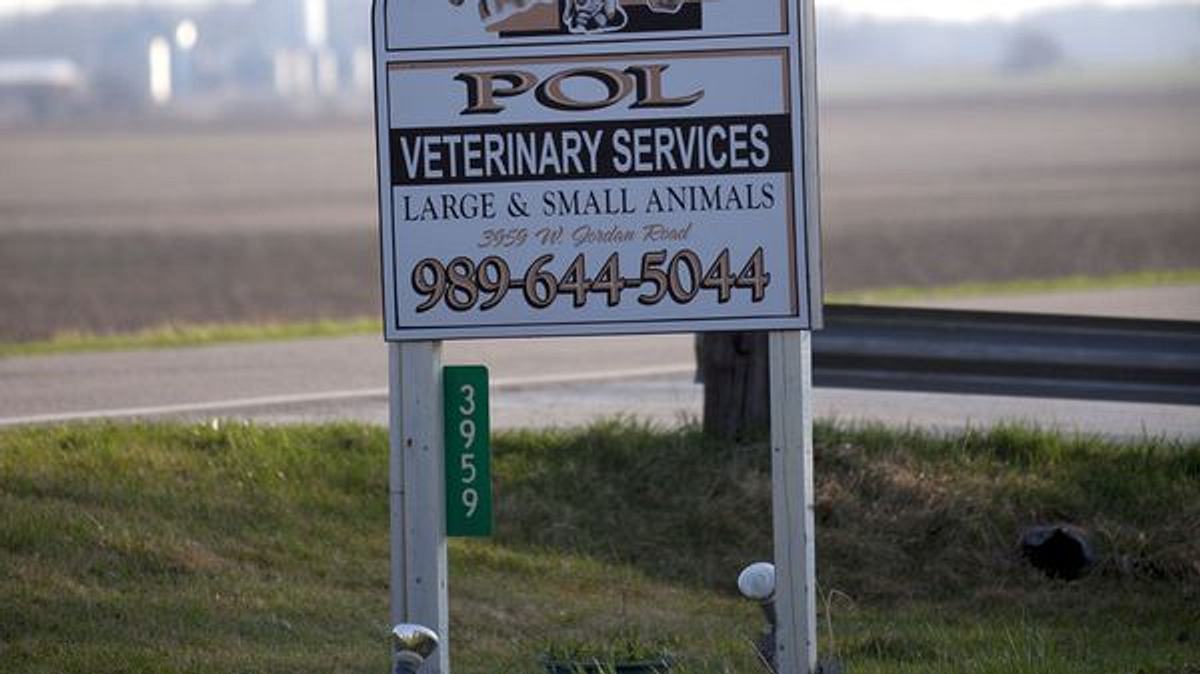 POL
VETERINARY SERVICES
LARGE & SMALL ANIMALS
3959 W. Jordan Road
989-644-5044
3959